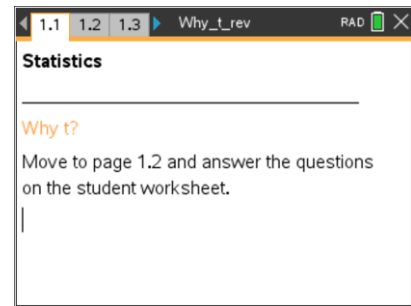 1.1 1.2 1.3 Why_t_rev RAD
Statistics
Why t?
Move to page 1.2 and answer the questions
on the student worksheet.